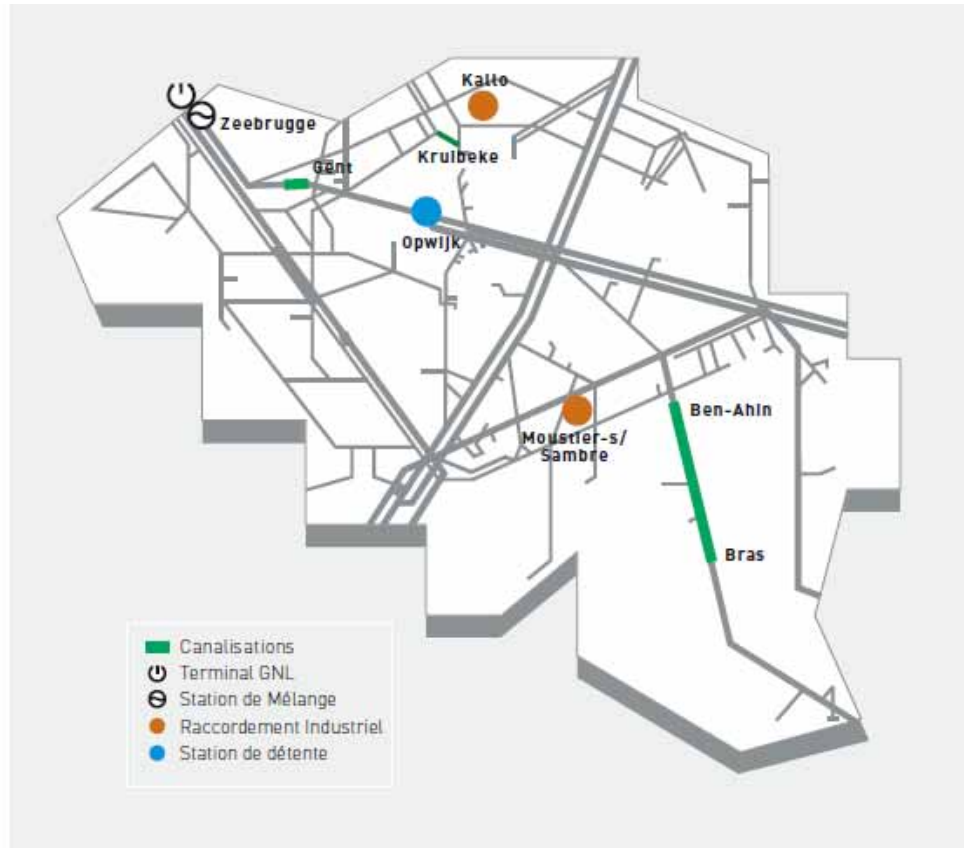 Kallo
Zeebrugge
Gent
Kruibeke
Opwijk
Ben-Ahin
Moustier-s/
Sambre
Bras
Canalisations
Terminal GNL
Station de Mélange
Raccordement Industriel
Station de détente